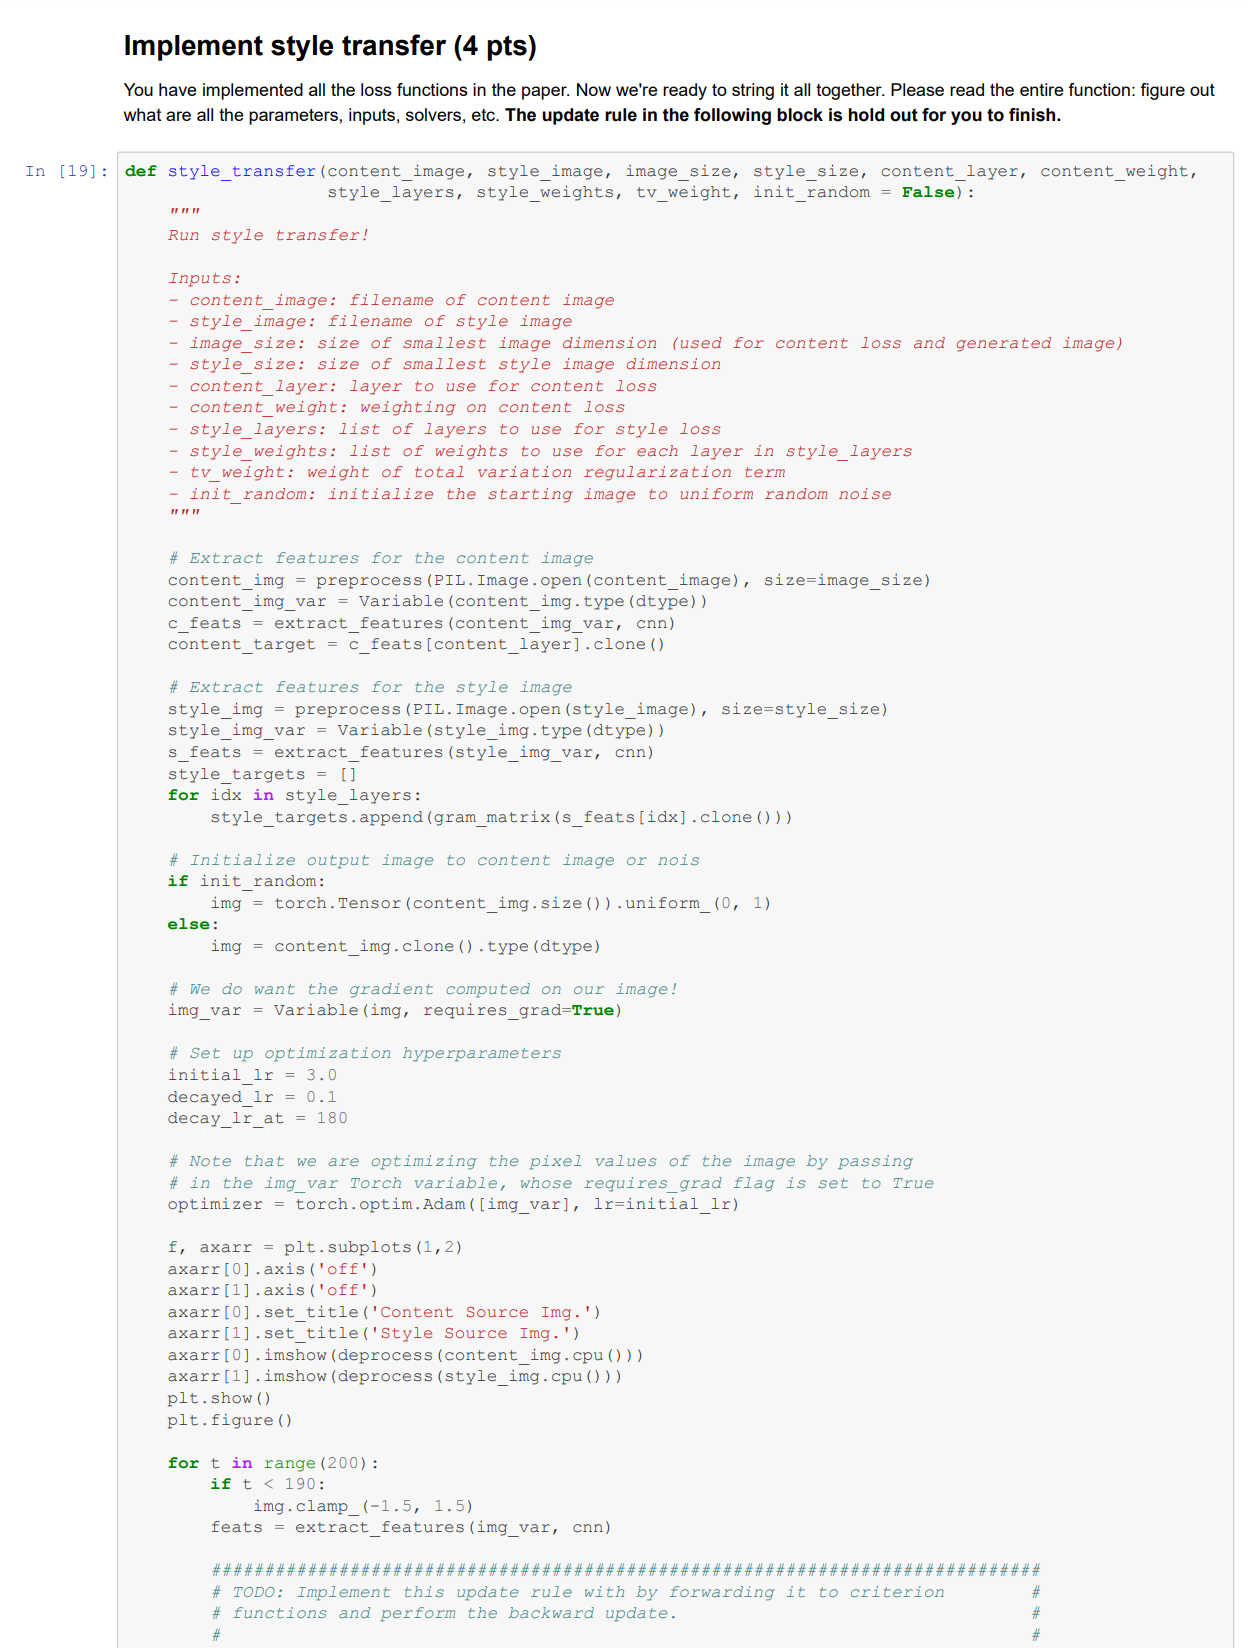 Implement style transfer (4 pts)
You have implemented all the loss functions in the paper. Now we're ready to string it all together. Please read the entire function: figure out
what are all the parameters, inputs, solvers, etc. The update rule in the following block is hold out for you to finish.
In [19]: def style_transfer(content_image, style_image, image_size, style_size, content_layer, content_weight,
                   style_layers, style_weights, tv_weight, init_random = False):
    """
    Run style transfer!

    Inputs:
    - content_image: filename of content image
    - style_image: filename of style image
    - image_size: size of smallest image dimension (used for content loss and generated image)
    - style_size: size of smallest style image dimension
    - content_layer: layer to use for content loss
    - content_weight: weighting on content loss
    - style_layers: list of layers to use for style loss
    - style_weights: list of weights to use for each layer in style_layers
    - tv_weight: weight of total variation regularization term
    - init_random: initialize the starting image to uniform random noise
    """

    # Extract features for the content image
    content_img = preprocess(PIL.Image.open(content_image), size=image_size)
    content_img_var = Variable(content_img.type(dtype))
    c_feats = extract_features(content_img_var, cnn)
    content_target = c_feats[content_layer].clone()

    # Extract features for the style image
    style_img = preprocess(PIL.Image.open(style_image), size=style_size)
    style_img_var = Variable(style_img.type(dtype))
    s_feats = extract_features(style_img_var, cnn)
    style_targets = []
    for idx in style_layers:
        style_targets.append(gram_matrix(s_feats[idx].clone()))

    # Initialize output image to content image or nois
    if init_random:
        img = torch.Tensor(content_img.size()).uniform_(0, 1)
    else:
        img = content_img.clone().type(dtype)

    # We do want the gradient computed on our image!
    img_var = Variable(img, requires_grad=True)

    # Set up optimization hyperparameters
    initial_lr = 3.0
    decayed_lr = 0.1
    decay_lr_at = 180

    # Note that we are optimizing the pixel values of the image by passing
    # in the img_var Torch variable, whose requires_grad flag is set to True
    optimizer = torch.optim.Adam([img_var], lr=initial_lr)

    f, axarr = plt.subplots(1,2)
    axarr[0].axis('off')
    axarr[1].axis('off')
    axarr[0].set_title('Content Source Img.')
    axarr[1].set_title('Style Source Img.')
    axarr[0].imshow(deprocess(content_img.cpu()))
    axarr[1].imshow(deprocess(style_img.cpu()))
    plt.show()
    plt.figure()

    for t in range(200):
        if t < 190:
            img.clamp_(-1.5, 1.5)
        feats = extract_features(img_var, cnn)

        ##############################################################################
        # TODO: Implement this update rule with by forwarding it to criterion        #
        # functions and perform the backward update.                                 #
        #                                                                            #